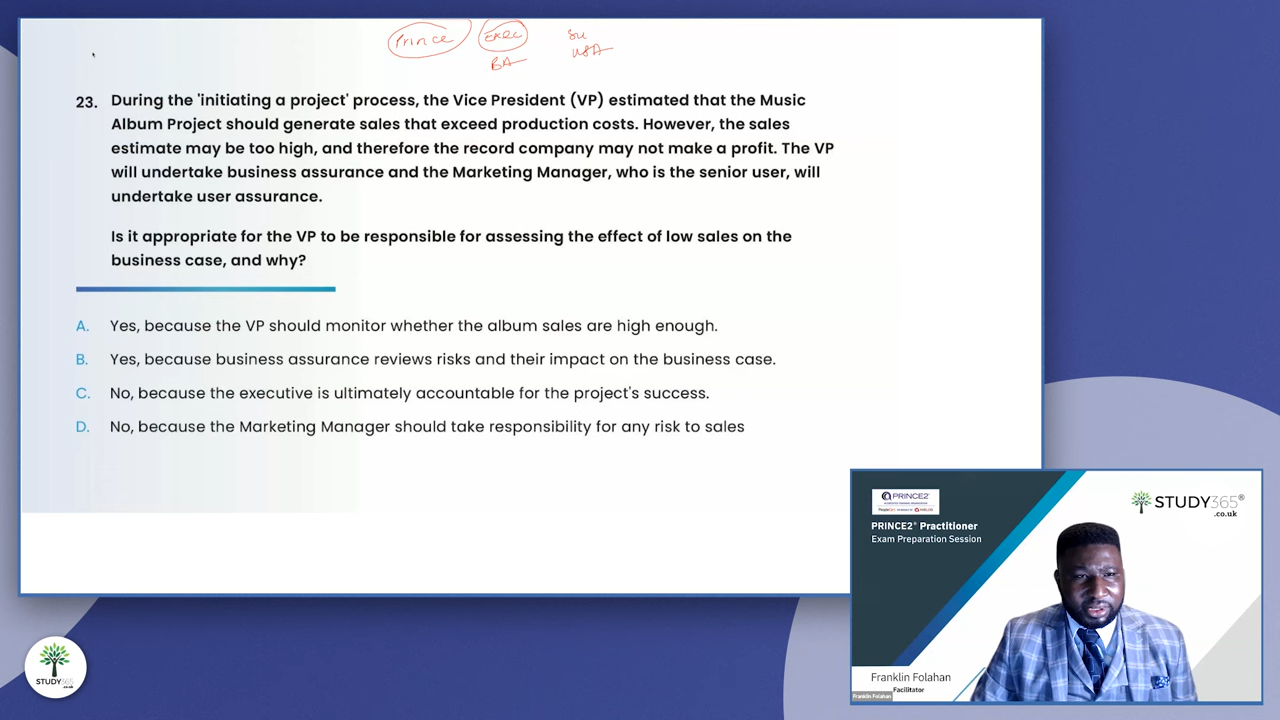 Prince Exec SU
BA USA
23. During the 'initiating a project' process, the Vice President (VP) estimated that the Music
Album Project should generate sales that exceed production costs. However, the sales
estimate may be too high, and therefore the record company may not make a profit. The VP
will undertake business assurance and the Marketing Manager, who is the senior user, will
undertake user assurance.
Is it appropriate for the VP to be responsible for assessing the effect of low sales on the
business case, and why?
A. Yes, because the VP should monitor whether the album sales are high enough.
B. Yes, because business assurance reviews risks and their impact on the business case.
C. No, because the executive is ultimately accountable for the project's success.
D. No, because the Marketing Manager should take responsibility for any risk to sales
PRINCE2
PRINCE2® Practitioner
Exam Preparation Session
STUDY365®
.co.uk
Franklin Folahan
Facilitator
Franklin Folahan
STUDY365
.co.uk